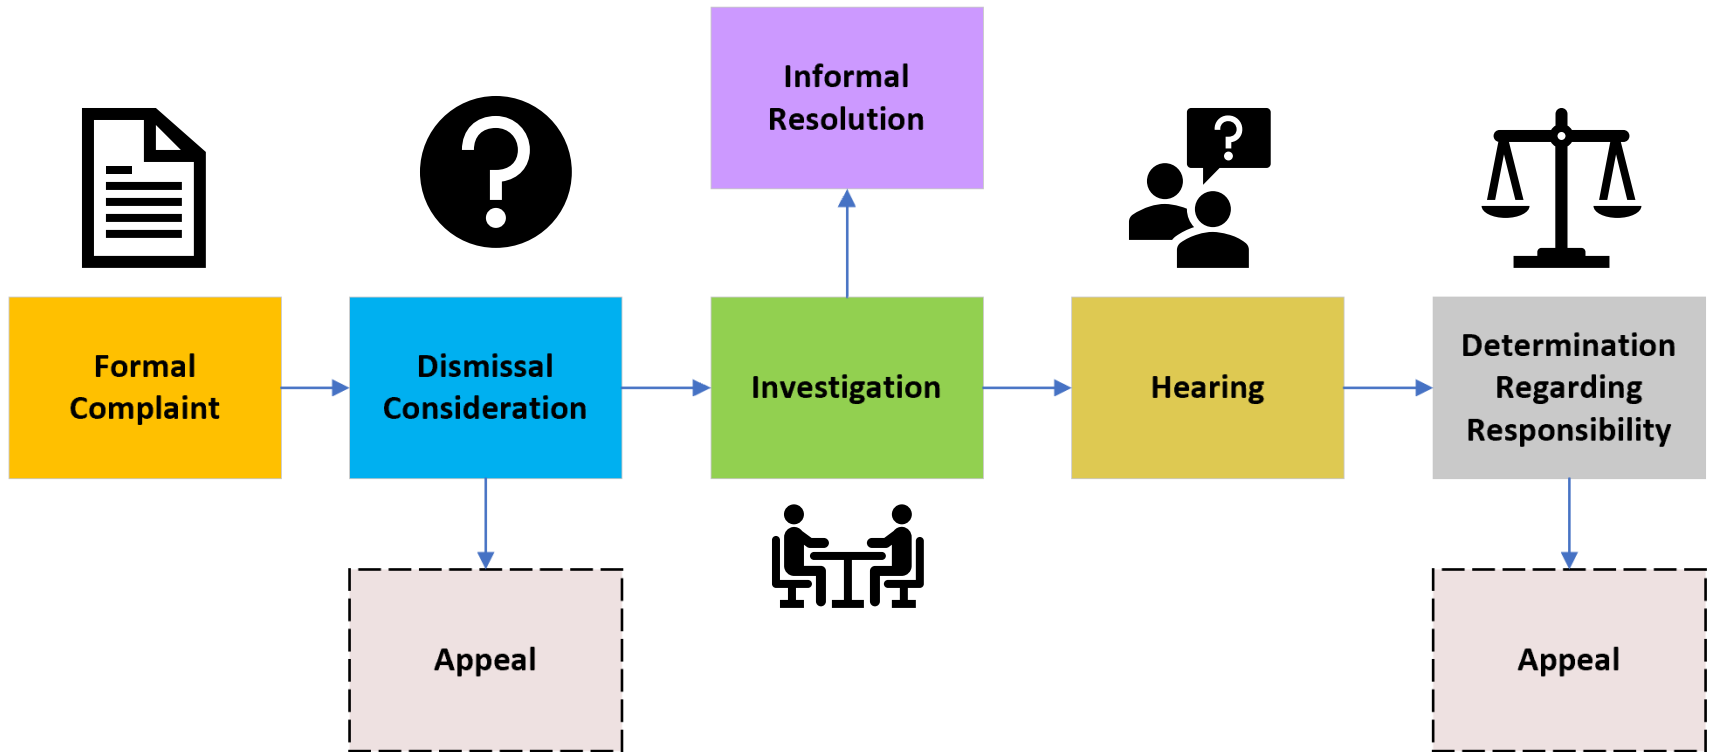 Informal
Resolution
Formal
Complaint
Dismissal
Consideration
Investigation
Hearing
Determination
Regarding
Responsibility
Appeal
Appeal